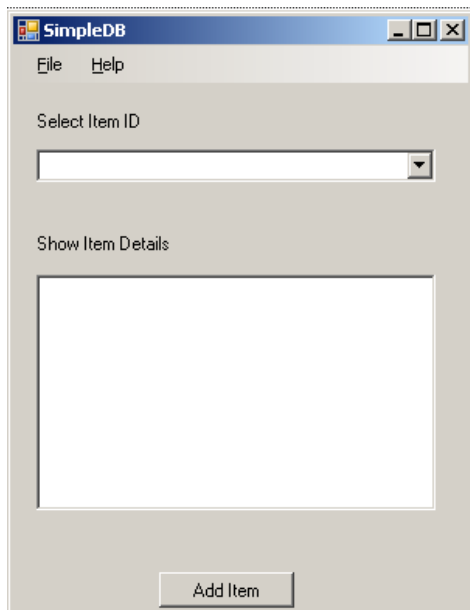 SimpleDB
File Help
Select Item ID
Show Item Details
Add Item